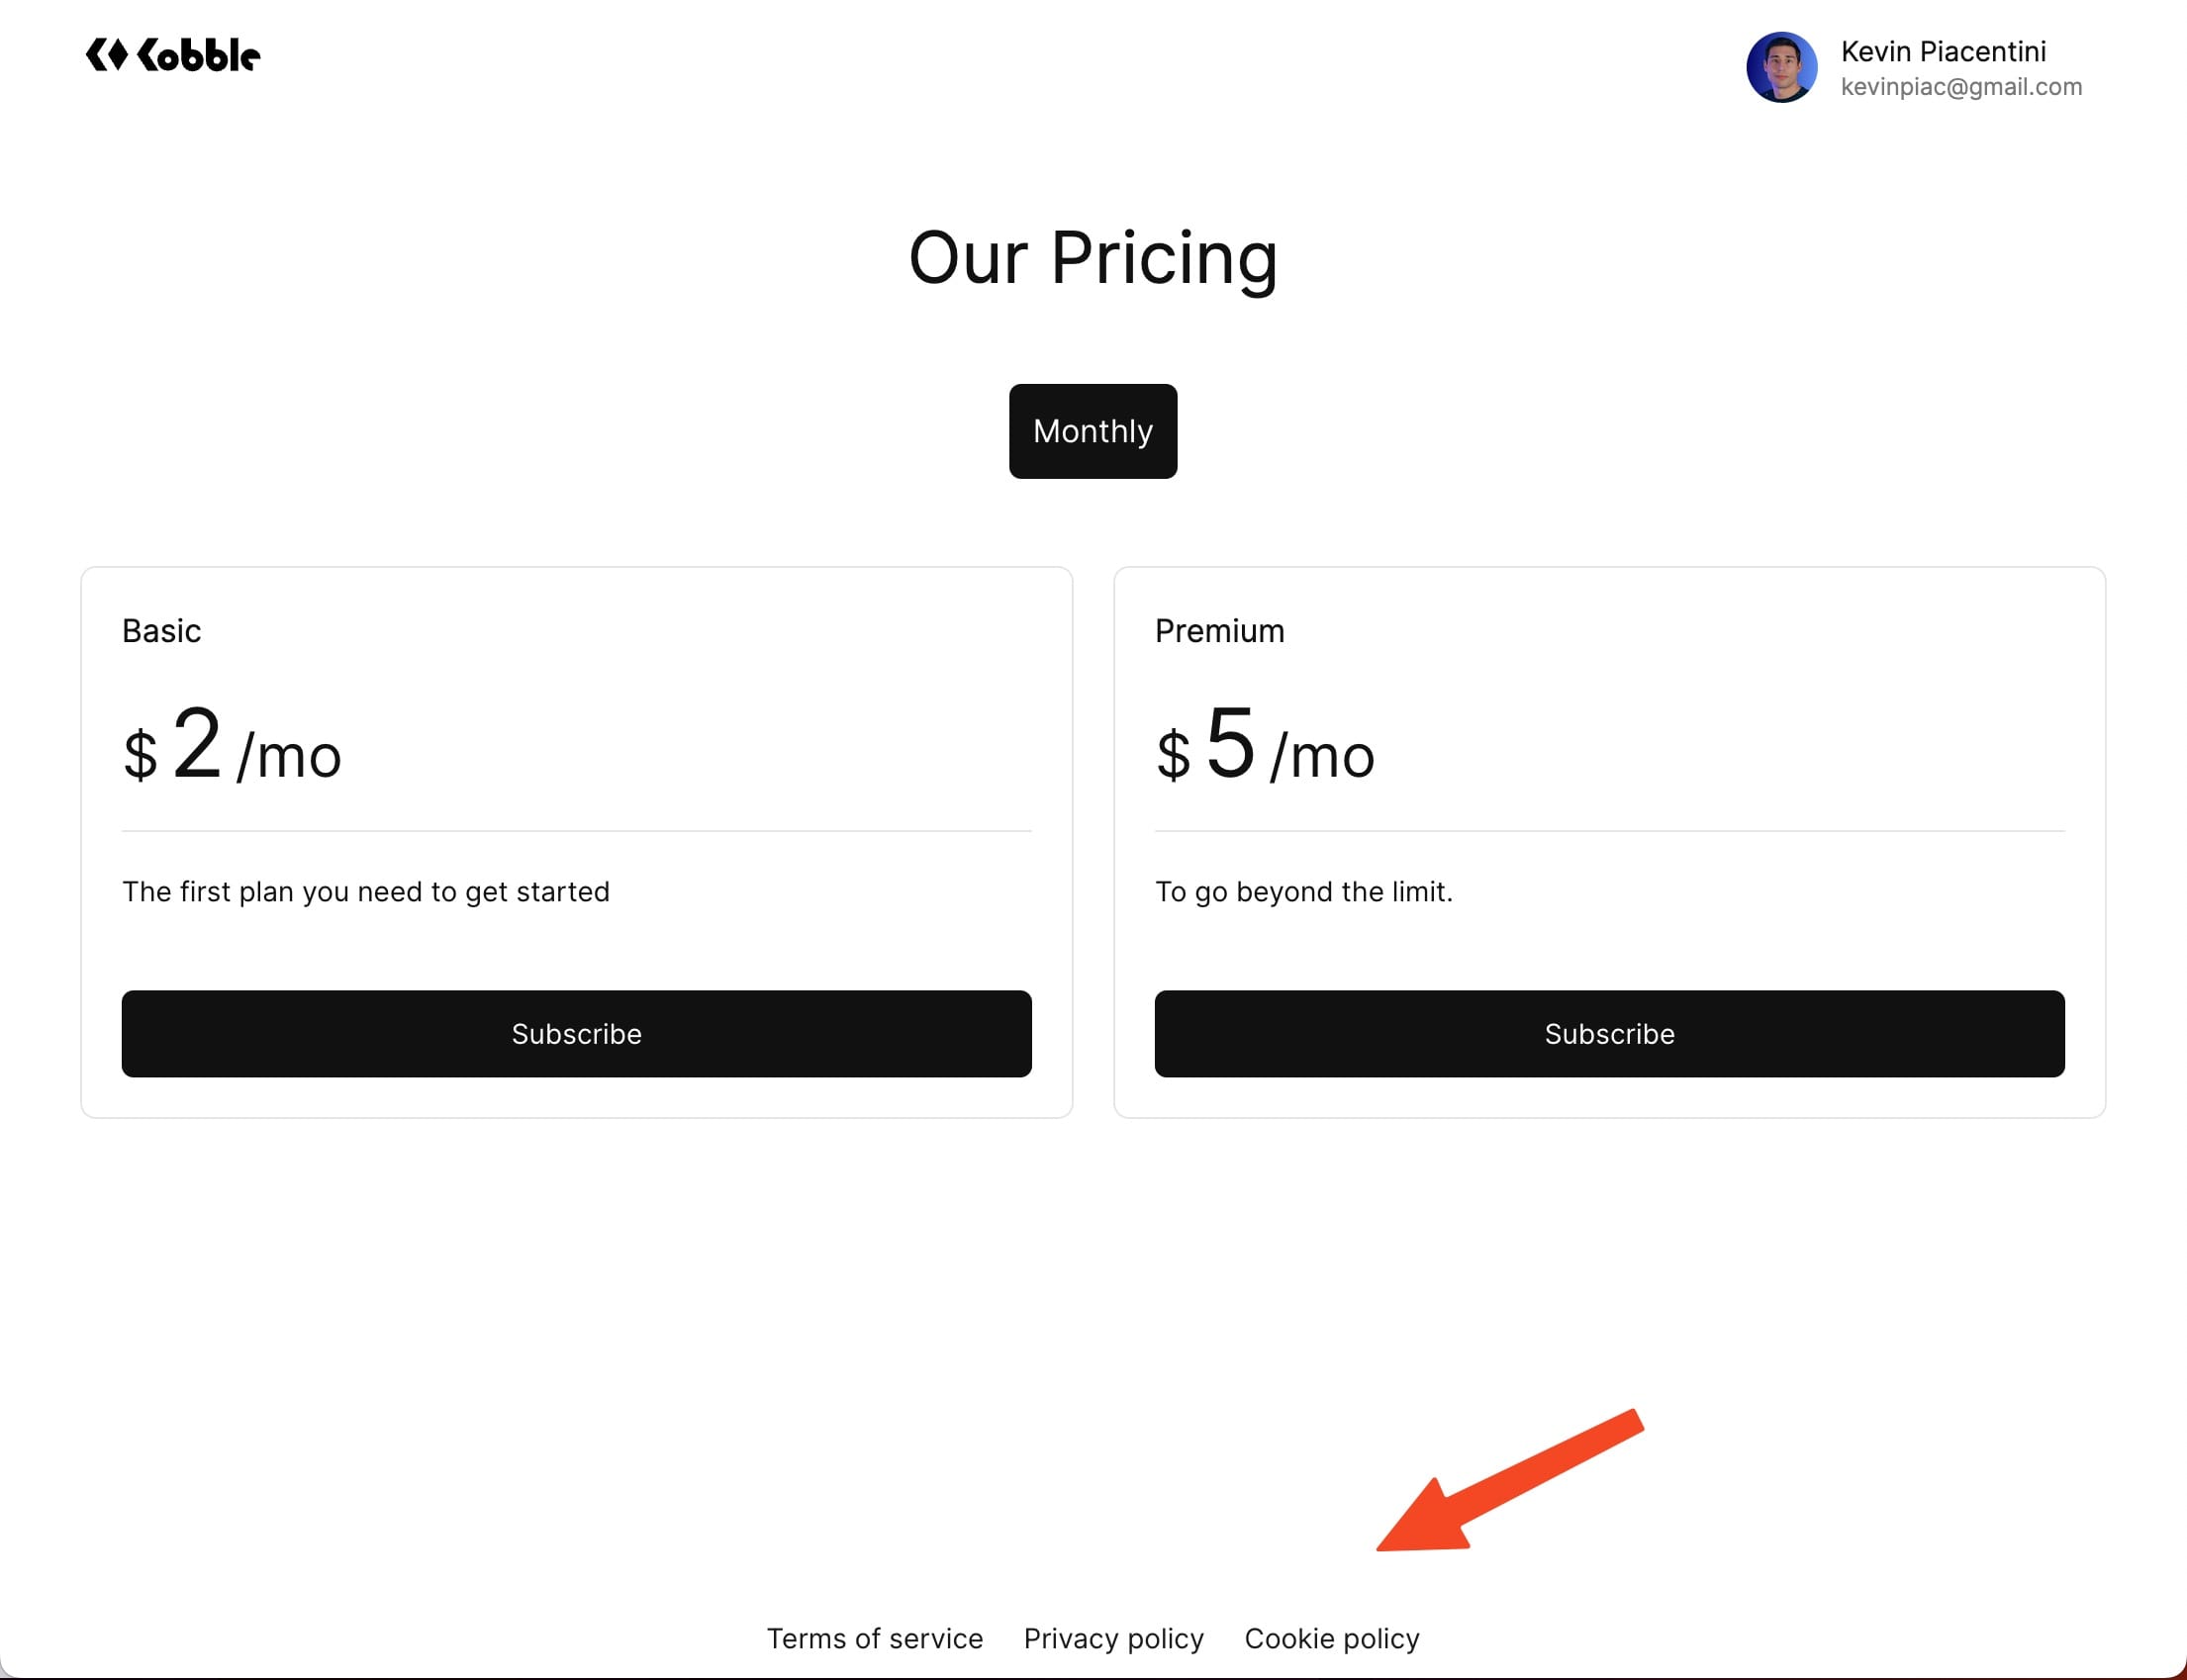 Cobble
Kevin Piacentini
kevinpiac@gmail.com
Our Pricing
Monthly
Basic
$ 2 /mo
The first plan you need to get started
Subscribe
Premium
$ 5 /mo
To go beyond the limit.
Subscribe
Terms of service Privacy policy Cookie policy